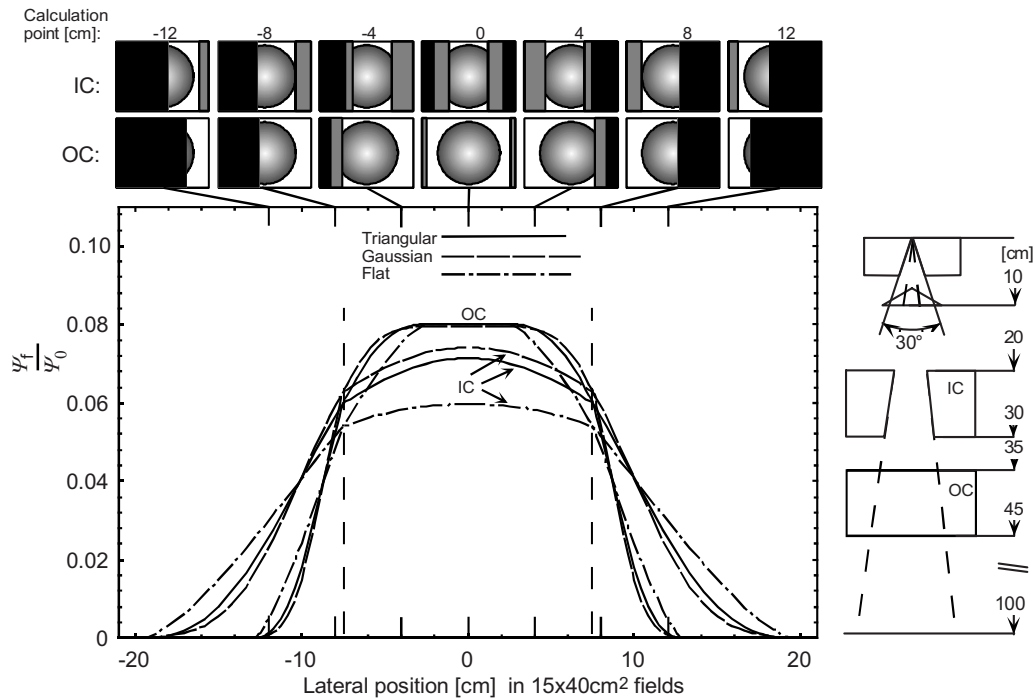 Calculation
point [cm]:
-12 -8 -4 0 4 8 12
IC:
OC:
Triangular
Gaussian
Flat
0.10
0.08
0.06
0.04
0.02
0
Ψf
Ψ0
OC
IC
-20 -10 0 10 20
Lateral position [cm] in 15x40cm² fields
[cm]
10
30°
20
IC
30
35
OC
45
100